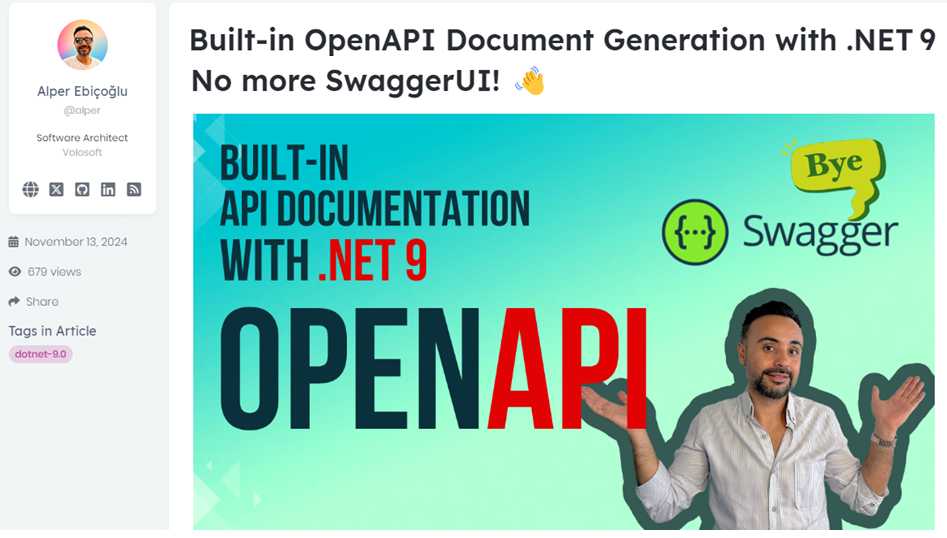 Alper Ebiçoğlu
@alper
Software Architect
Volosoft
November 13, 2024
679 views
Share
Tags in Article
dotnet-9.0
Built-in OpenAPI Document Generation with .NET 9
No more SwaggerUI! 👋
BUILT-IN
API DOCUMENTATION
WITH .NET 9
OPENAPI
Bye
{···} Swagger